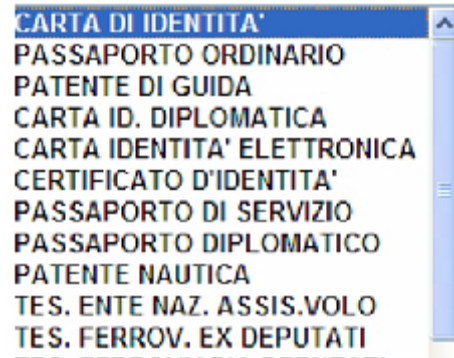 CARTA DI IDENTITA'
PASSAPORTO ORDINARIO
PATENTE DI GUIDA
CARTA ID. DIPLOMATICA
CARTA IDENTITA' ELETTRONICA
CERTIFICATO D'IDENTITA'
PASSAPORTO DI SERVIZIO
PASSAPORTO DIPLOMATICO
PATENTE NAUTICA
TES. ENTE NAZ. ASSIS.VOLO
TES. FERROV. EX DEPUTATI